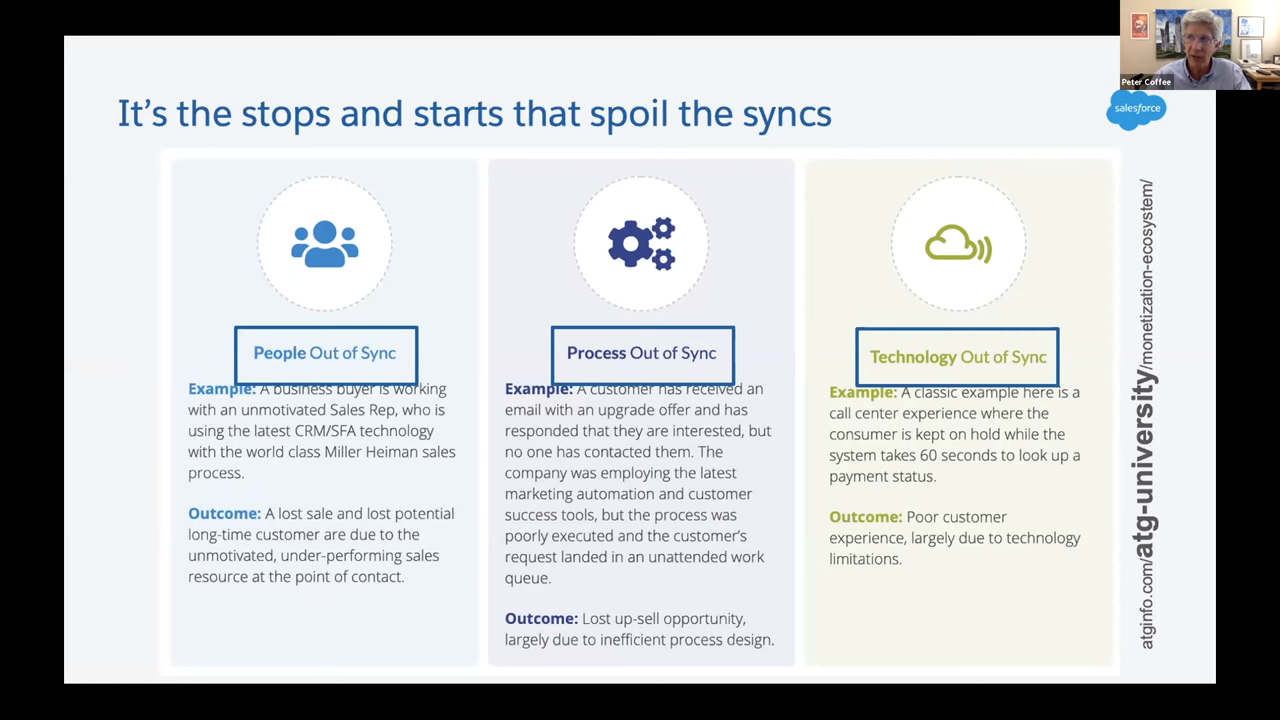 Peter Coffee
It's the stops and starts that spoil the syncs
salesforce
People Out of Sync
Example: A business buyer is working
with an unmotivated Sales Rep, who is
using the latest CRM/SFA technology
with the world class Miller Heiman sales
process.
Outcome: A lost sale and lost potential
long-time customer are due to the
unmotivated, under-performing sales
resource at the point of contact.
Process Out of Sync
Example: A customer has received an
email with an upgrade offer and has
responded that they are interested, but
no one has contacted them. The
company was employing the latest
marketing automation and customer
success tools, but the process was
poorly executed and the customer's
request landed in an unattended work
queue.
Outcome: Lost up-sell opportunity,
largely due to inefficient process design.
Technology Out of Sync
Example: A classic example here is a
call center experience where the
consumer is kept on hold while the
system takes 60 seconds to look up a
payment status.
Outcome: Poor customer
experience, largely due to technology
limitations.
atginfo.com/atg-university/monetization-ecosystem/